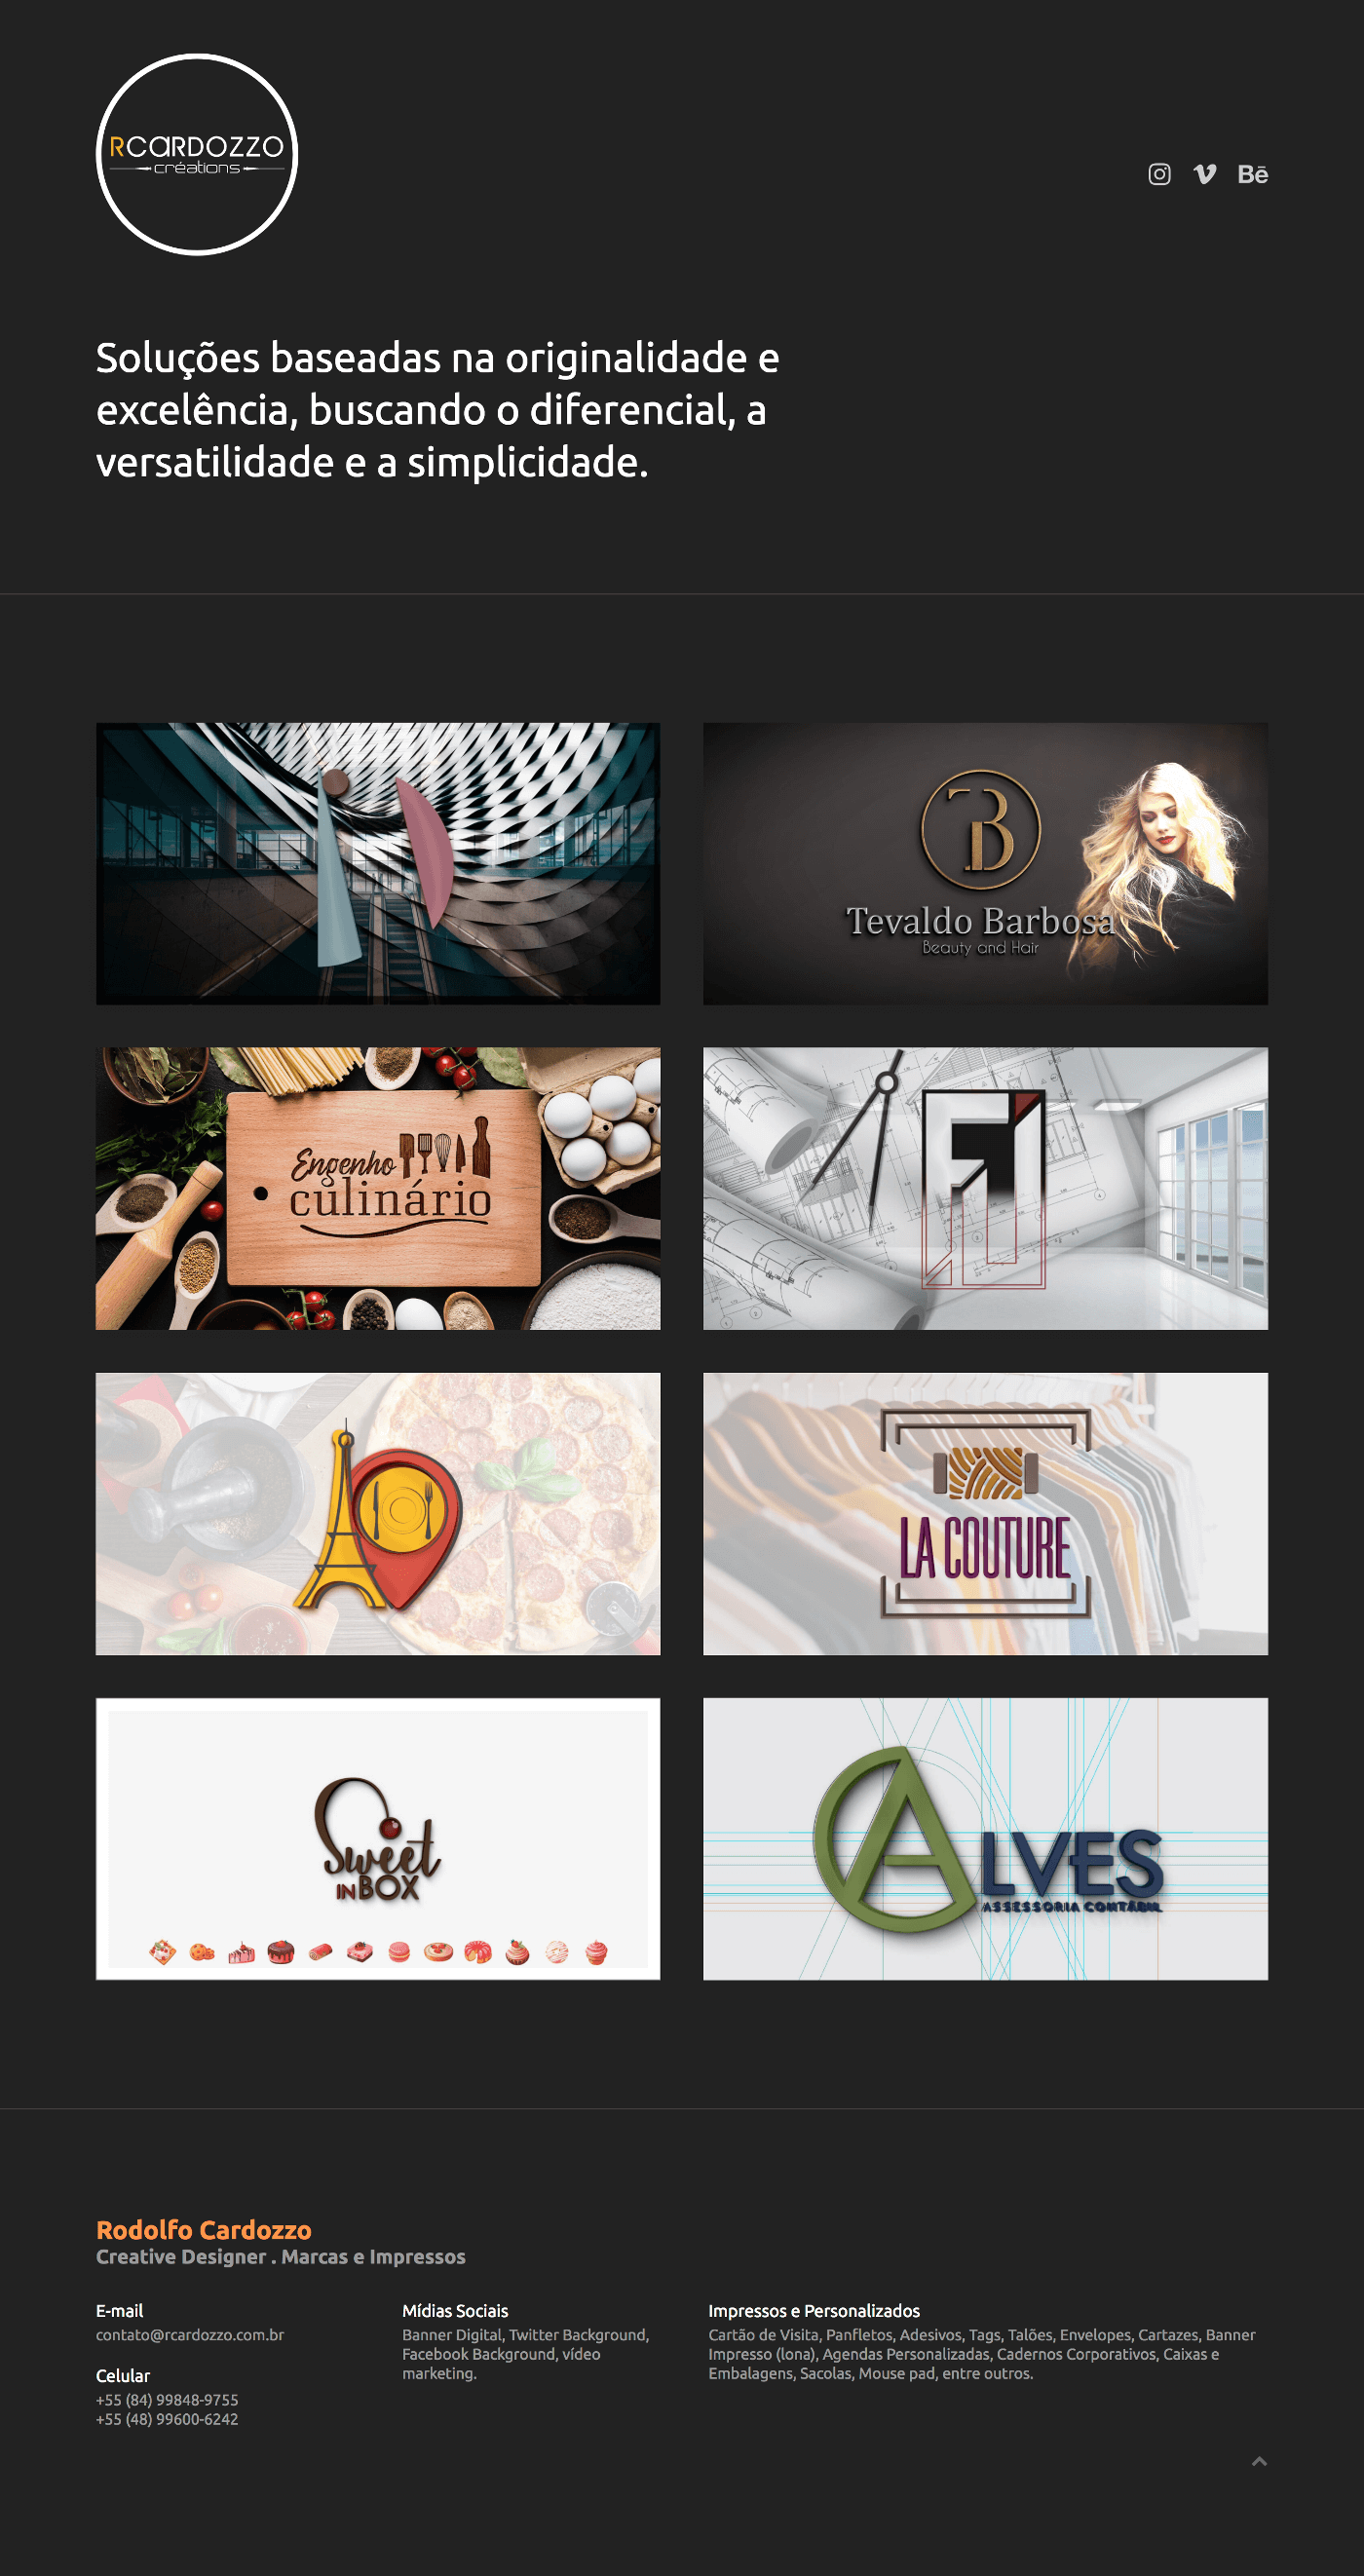 RCARDOZZO
créations
Bē
Soluções baseadas na originalidade e
excelência, buscando o diferencial, a
versatilidade e a simplicidade.
TB
Tevaldo Barbosa
Beauty and Hair
Engenho
culinário
LA COUTURE
Sweet
IN BOX
ALVES
ASSESSORIA CONTÁBIL
Rodolfo Cardozzo
Creative Designer . Marcas e Impressos
E-mail
contato@rcardozzo.com.br
Celular
+55 (84) 99848-9755
+55 (48) 99600-6242
Mídias Sociais
Banner Digital, Twitter Background,
Facebook Background, vídeo
marketing.
Impressos e Personalizados
Cartão de Visita, Panfletos, Adesivos, Tags, Talões, Envelopes, Cartazes, Banner
Impresso (lona), Agendas Personalizadas, Cadernos Corporativos, Caixas e
Embalagens, Sacolas, Mouse pad, entre outros.